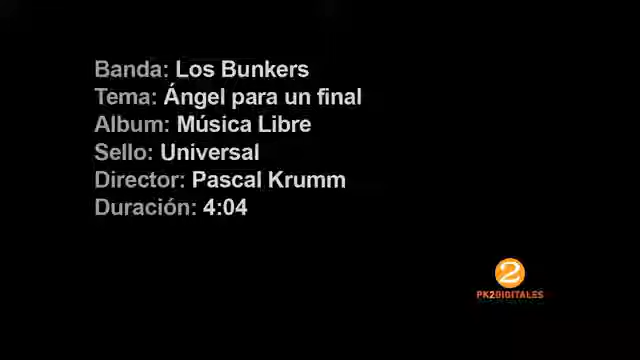 Banda: Los Bunkers
Tema: Ángel para un final
Album: Música Libre
Sello: Universal
Director: Pascal Krumm
Duración: 4:04
2
PK2DIGITALES